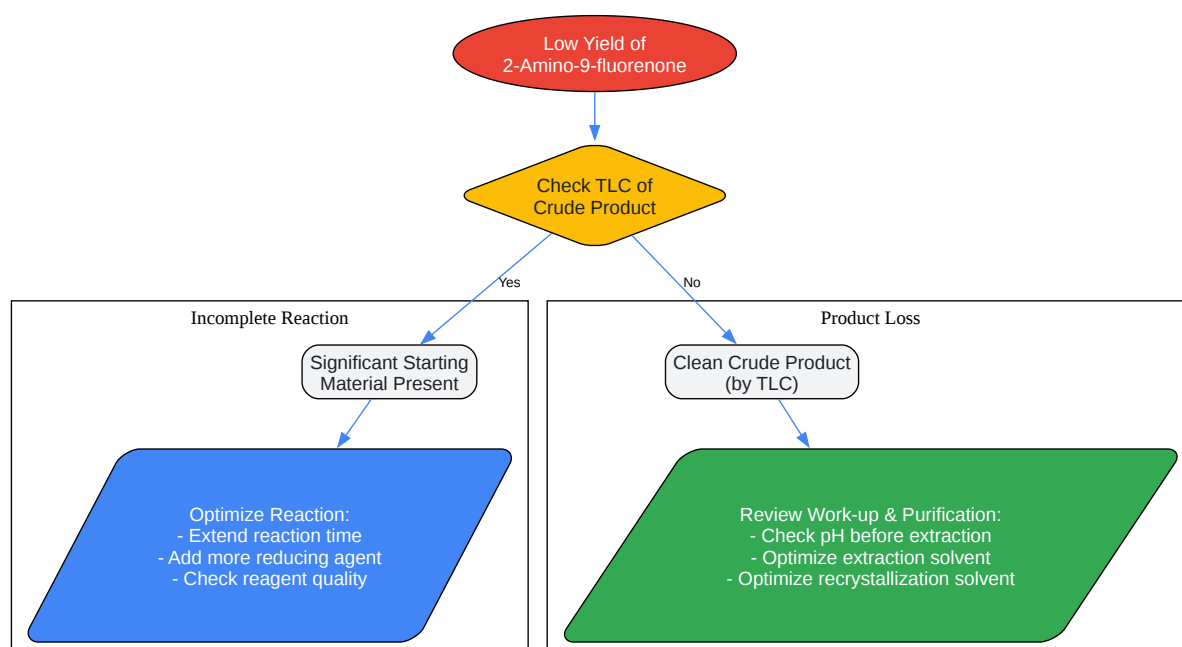 Low Yield of
2-Amino-9-fluorenone
Check TLC of
Crude Product
Yes
No
Incomplete Reaction
Significant Starting
Material Present
Optimize Reaction:
- Extend reaction time
- Add more reducing agent
- Check reagent quality
Product Loss
Clean Crude Product
(by TLC)
Review Work-up & Purification:
- Check pH before extraction
- Optimize extraction solvent
- Optimize recrystallization solvent